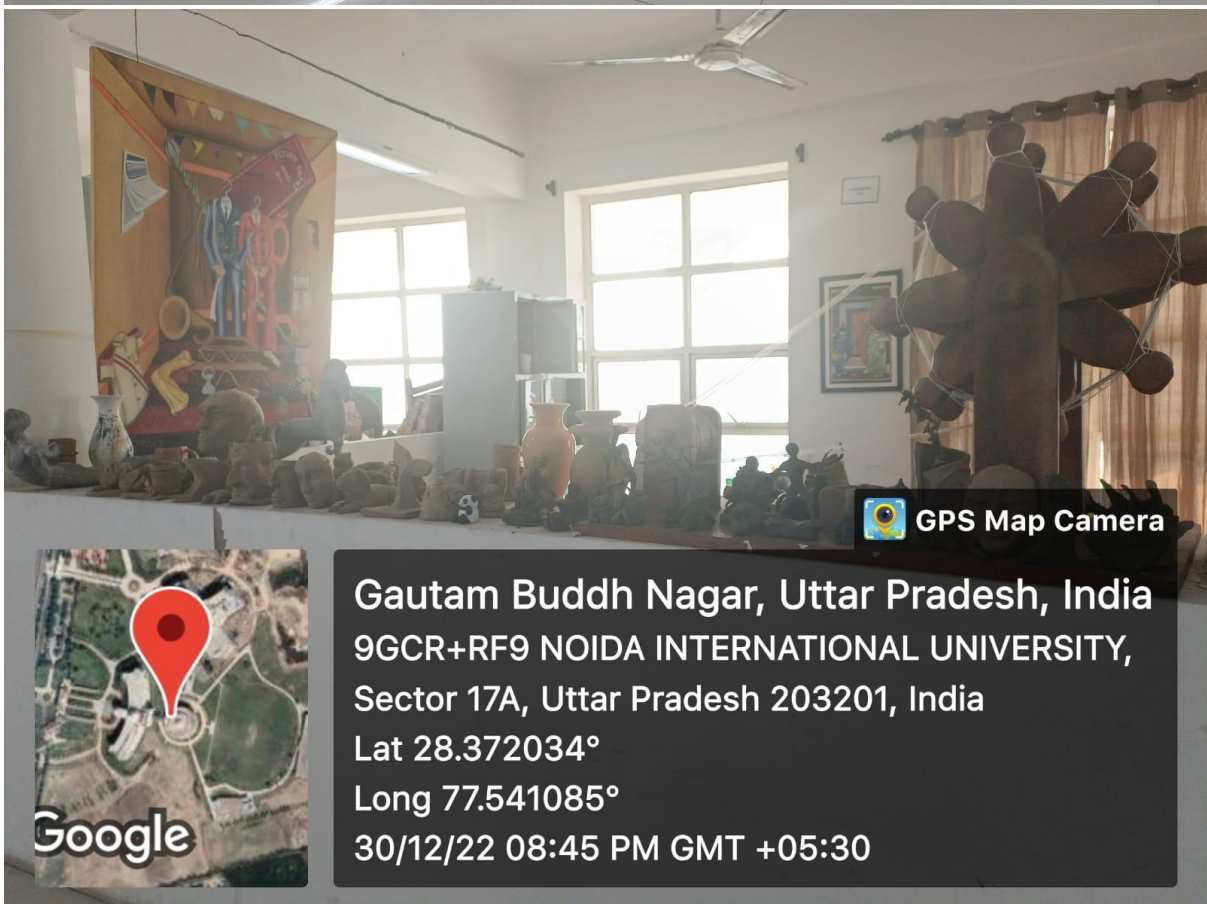 GPS Map Camera
Gautam Buddh Nagar, Uttar Pradesh, India
9GCR+RF9 NOIDA INTERNATIONAL UNIVERSITY,
Sector 17A, Uttar Pradesh 203201, India
Lat 28.372034°
Long 77.541085°
30/12/22 08:45 PM GMT +05:30
Google